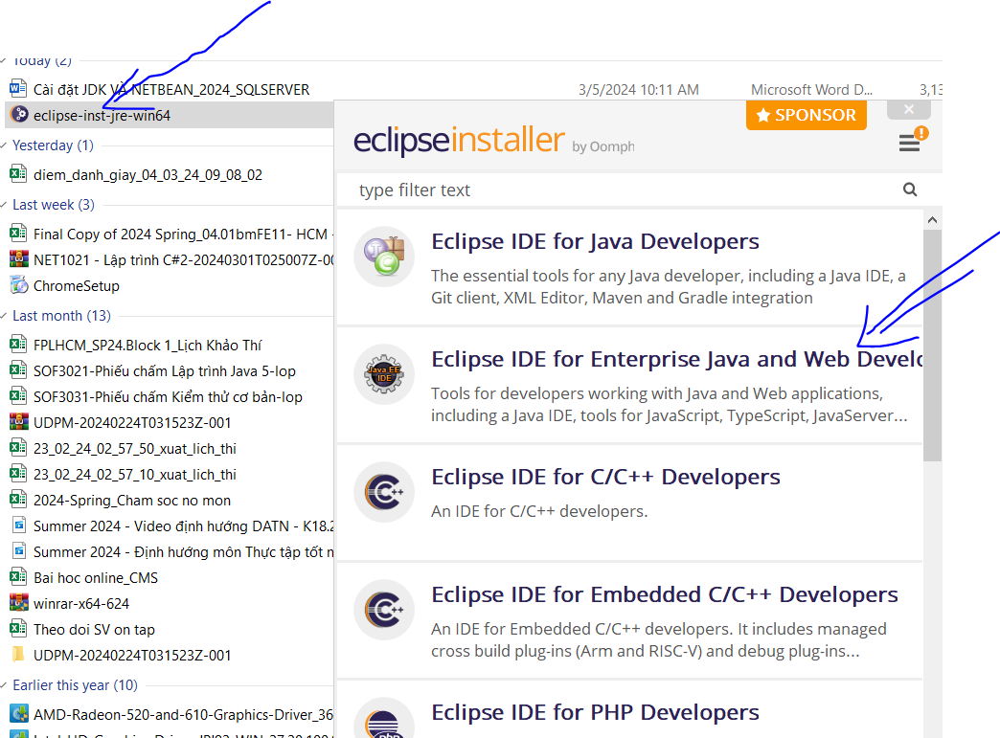 Today (2)
Cài đặt JDK VÀ NETBEAN_2024_SQLSERVER 3/5/2024 10:11 AM Microsoft Word D... 3,13
eclipse-inst-jre-win64
Yesterday (1)
diem_danh_giay_04_03_24_09_08_02
Last week (3)
Final Copy of 2024 Spring_04.01bmFE11- HCM -
NET1021 - Lập trình C#2-20240301T025007Z-00
ChromeSetup
Last month (13)
FPLHCM_SP24.Block 1_Lịch Khảo Thí
SOF3021-Phiếu chấm Lập trình Java 5-lop
SOF3031-Phiếu chấm Kiểm thử cơ bản-lop
UDPM-20240224T031523Z-001
23_02_24_02_57_50_xuat_lich_thi
23_02_24_02_57_10_xuat_lich_thi
2024-Spring_Cham soc no mon
Summer 2024 - Video định hướng DATN - K18.2
Summer 2024 - Định hướng môn Thực tập tốt n
Bai hoc online_CMS
winrar-x64-624
Theo doi SV on tap
UDPM-20240224T031523Z-001
Earlier this year (10)
AMD-Radeon-520-and-610-Graphics-Driver_36
SPONSOR
eclipseinstaller by Oomph
type filter text
Eclipse IDE for Java Developers
The essential tools for any Java developer, including a Java IDE, a
Git client, XML Editor, Maven and Gradle integration
Java EE
IDE
Eclipse IDE for Enterprise Java and Web Develo
Tools for developers working with Java and Web applications,
including a Java IDE, tools for JavaScript, TypeScript, JavaServer...
Eclipse IDE for C/C++ Developers
An IDE for C/C++ developers.
Eclipse IDE for Embedded C/C++ Developers
An IDE for Embedded C/C++ developers. It includes managed
cross build plug-ins (Arm and RISC-V) and debug plug-ins...
Eclipse IDE for PHP Developers
php